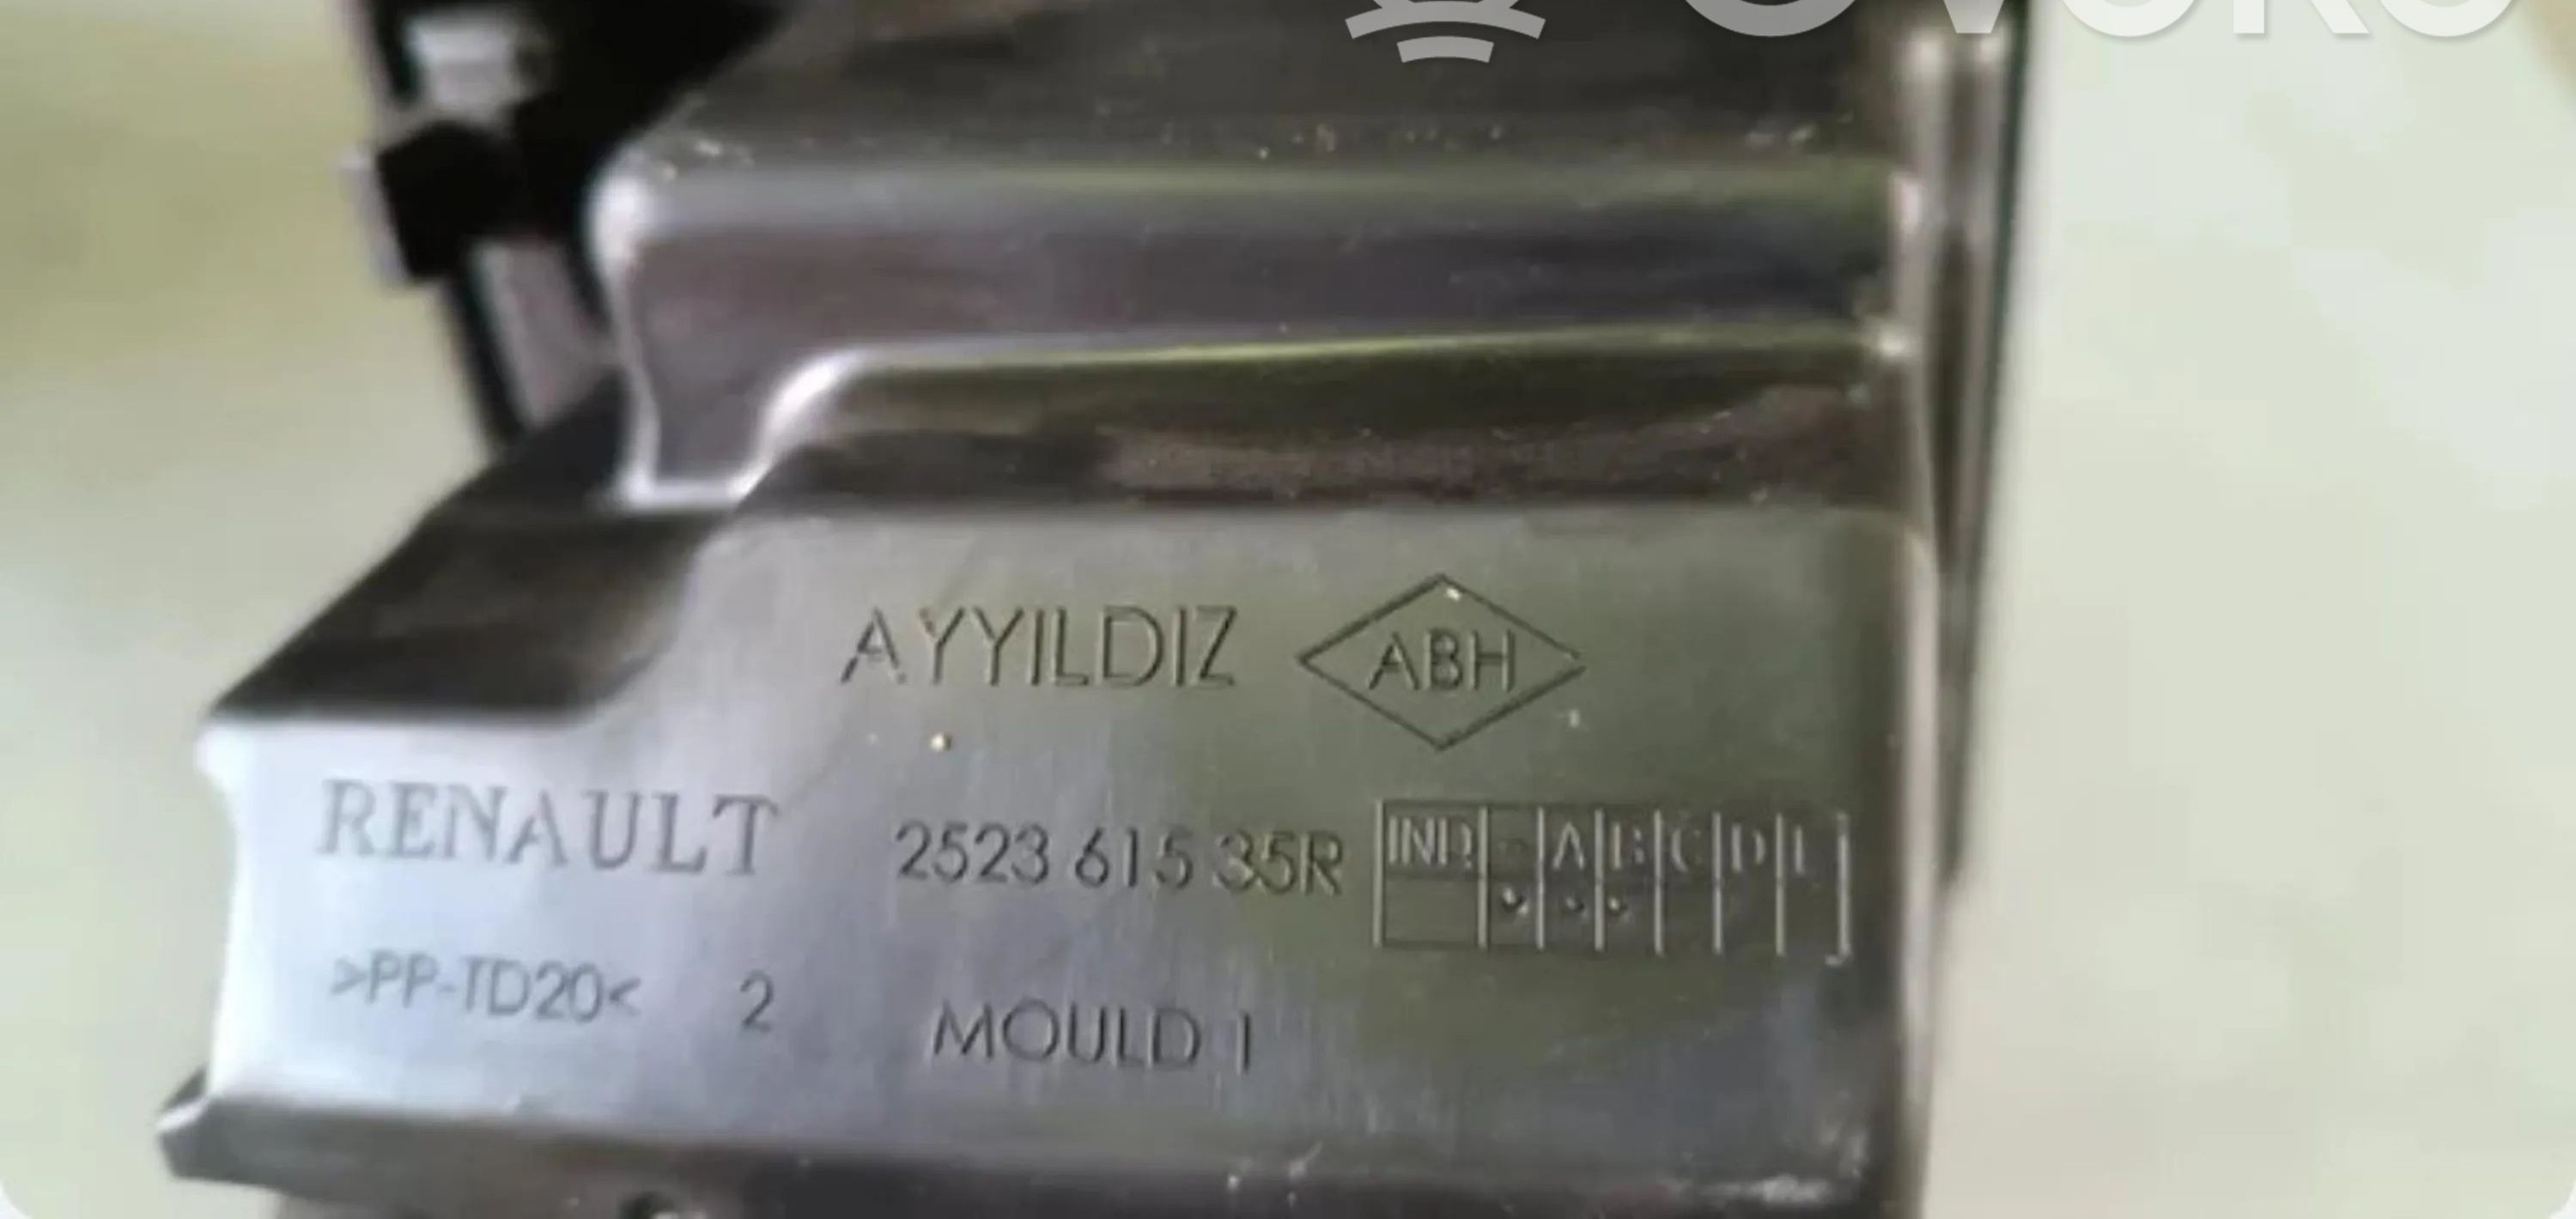 AYYILDIZ ABH
RENAULT 2523 615 35R IND - A B C D
>PP-TD20< 2 MOULD 1